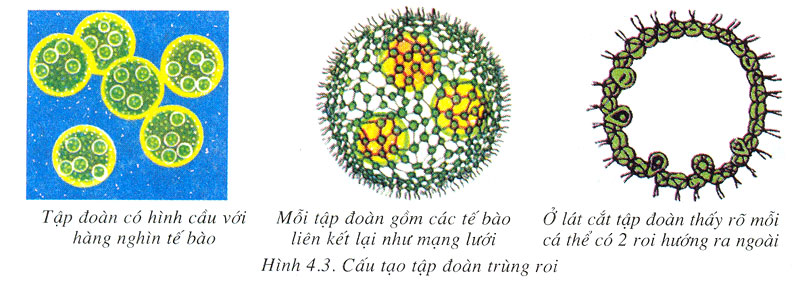 Tập đoàn có hình cầu với
hàng nghìn tế bào
Mỗi tập đoàn gồm các tế bào
liên kết lại như mạng lưới
Ở lát cắt tập đoàn thấy rõ mỗi
cá thể có 2 roi hướng ra ngoài
Hình 4.3. Cấu tạo tập đoàn trùng roi